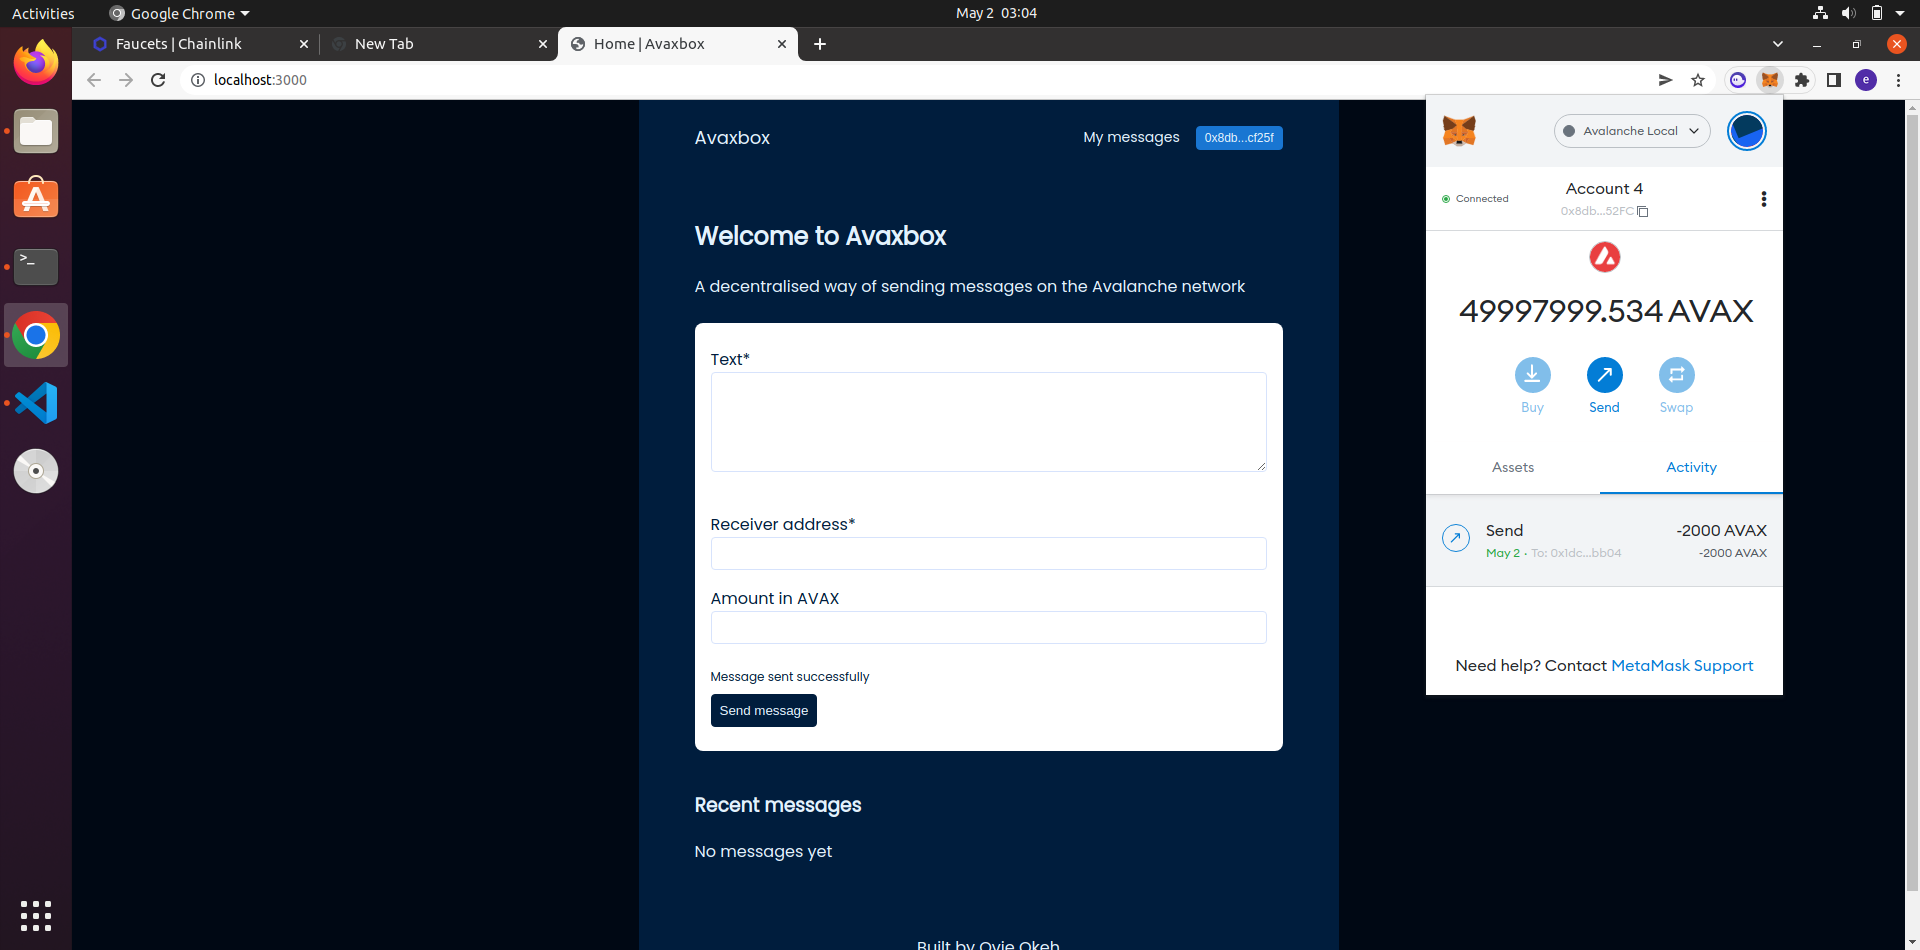 Activities
Google Chrome
May 2 03:04
Faucets | Chainlink
New Tab
Home | Avaxbox
localhost:3000
e
Avaxbox
My messages
0x8db...cf25f
Welcome to Avaxbox
A decentralised way of sending messages on the Avalanche network
Text*
Receiver address*
Amount in AVAX
Message sent successfully
Send message
Recent messages
No messages yet
Built by Ovie Okeh
Avalanche Local
Connected
Account 4
0x8db...52FC
49997999.534 AVAX
Buy
Send
Swap
Assets
Activity
Send
-2000 AVAX
May 2 · To: 0x1dc...bb04
-2000 AVAX
Need help? Contact MetaMask Support